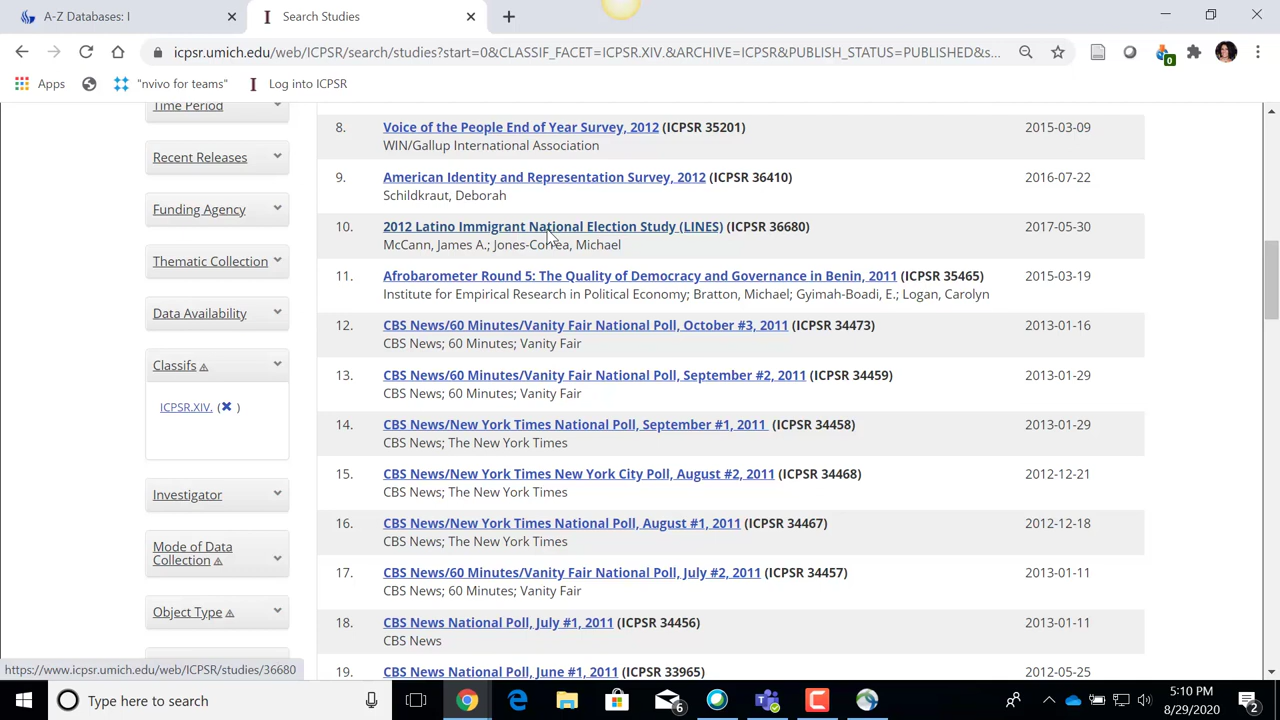 A-Z Databases: I
Search Studies
icpsr.umich.edu/web/ICPSR/search/studies?start=0&CLASSIF_FACET=ICPSR.XIV.&ARCHIVE=ICPSR&PUBLISH_STATUS=PUBLISHED&s...
0
Apps
"nvivo for teams"
Log into ICPSR
Time Period
Recent Releases
Funding Agency
Thematic Collection
Data Availability
Classifs
ICPSR.XIV. ( )
Investigator
Mode of Data
Collection
Object Type
8. Voice of the People End of Year Survey, 2012 (ICPSR 35201) 2015-03-09
WIN/Gallup International Association
9. American Identity and Representation Survey, 2012 (ICPSR 36410) 2016-07-22
Schildkraut, Deborah
10. 2012 Latino Immigrant National Election Study (LINES) (ICPSR 36680) 2017-05-30
McCann, James A.; Jones-Correa, Michael
11. Afrobarometer Round 5: The Quality of Democracy and Governance in Benin, 2011 (ICPSR 35465) 2015-03-19
Institute for Empirical Research in Political Economy; Bratton, Michael; Gyimah-Boadi, E.; Logan, Carolyn
12. CBS News/60 Minutes/Vanity Fair National Poll, October #3, 2011 (ICPSR 34473) 2013-01-16
CBS News; 60 Minutes; Vanity Fair
13. CBS News/60 Minutes/Vanity Fair National Poll, September #2, 2011 (ICPSR 34459) 2013-01-29
CBS News; 60 Minutes; Vanity Fair
14. CBS News/New York Times National Poll, September #1, 2011 (ICPSR 34458) 2013-01-29
CBS News; The New York Times
15. CBS News/New York Times New York City Poll, August #2, 2011 (ICPSR 34468) 2012-12-21
CBS News; The New York Times
16. CBS News/New York Times National Poll, August #1, 2011 (ICPSR 34467) 2012-12-18
CBS News; The New York Times
17. CBS News/60 Minutes/Vanity Fair National Poll, July #2, 2011 (ICPSR 34457) 2013-01-11
CBS News; 60 Minutes; Vanity Fair
18. CBS News National Poll, July #1, 2011 (ICPSR 34456) 2013-01-11
CBS News
19. CBS News National Poll, June #1, 2011 (ICPSR 33965) 2012-05-25
https://www.icpsr.umich.edu/web/ICPSR/studies/36680
Type here to search
6
5:10 PM
8/29/2020
2